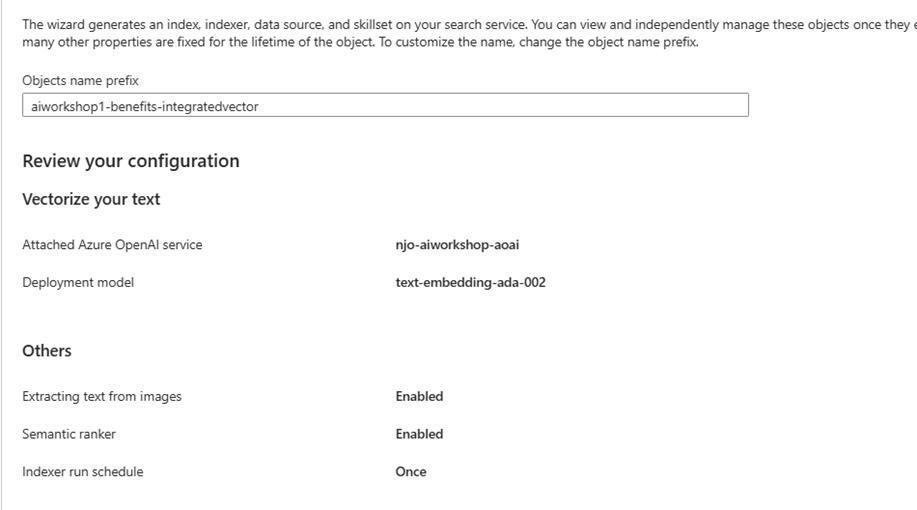 The wizard generates an index, indexer, data source, and skillset on your search service. You can view and independently manage these objects once they
many other properties are fixed for the lifetime of the object. To customize the name, change the object name prefix.
Objects name prefix
aiworkshop1-benefits-integratedvector
Review your configuration
Vectorize your text
Attached Azure OpenAI service njo-aiworkshop-aoai
Deployment model text-embedding-ada-002
Others
Extracting text from images Enabled
Semantic ranker Enabled
Indexer run schedule Once